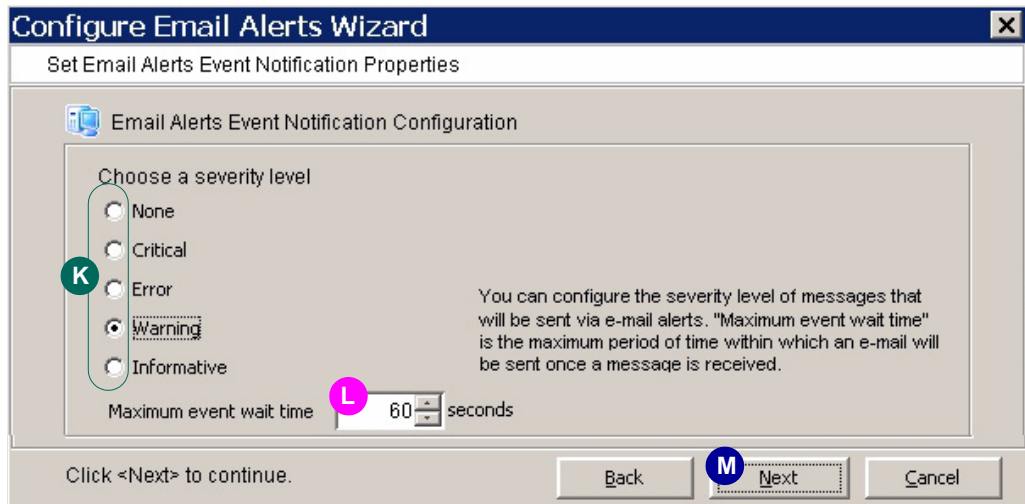 Configure Email Alerts Wizard
Set Email Alerts Event Notification Properties
Email Alerts Event Notification Configuration
Choose a severity level
None
Critical
K
Error
Warning
Informative
You can configure the severity level of messages that
will be sent via e-mail alerts. "Maximum event wait time"
is the maximum period of time within which an e-mail will
be sent once a message is received.
Maximum event wait time L 60 seconds
Click <Next> to continue.
Back
M Next
Cancel